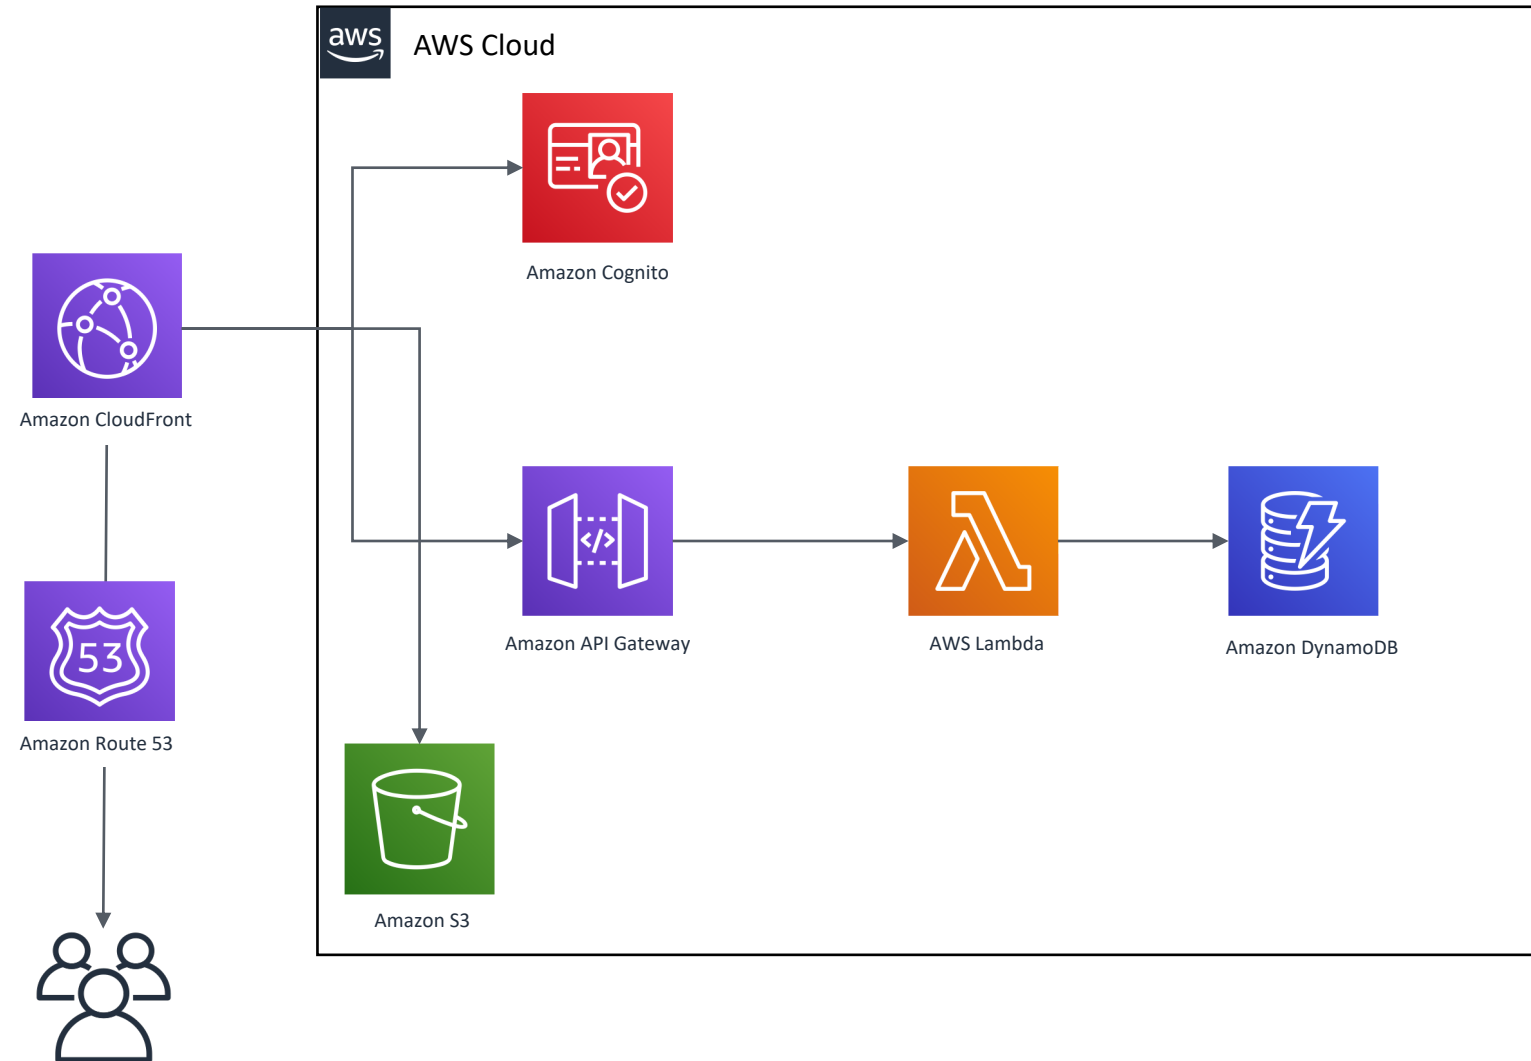 aws
AWS Cloud
Amazon Cognito
Amazon CloudFront
</>
Amazon API Gateway
AWS Lambda
Amazon DynamoDB
53
Amazon Route 53
Amazon S3